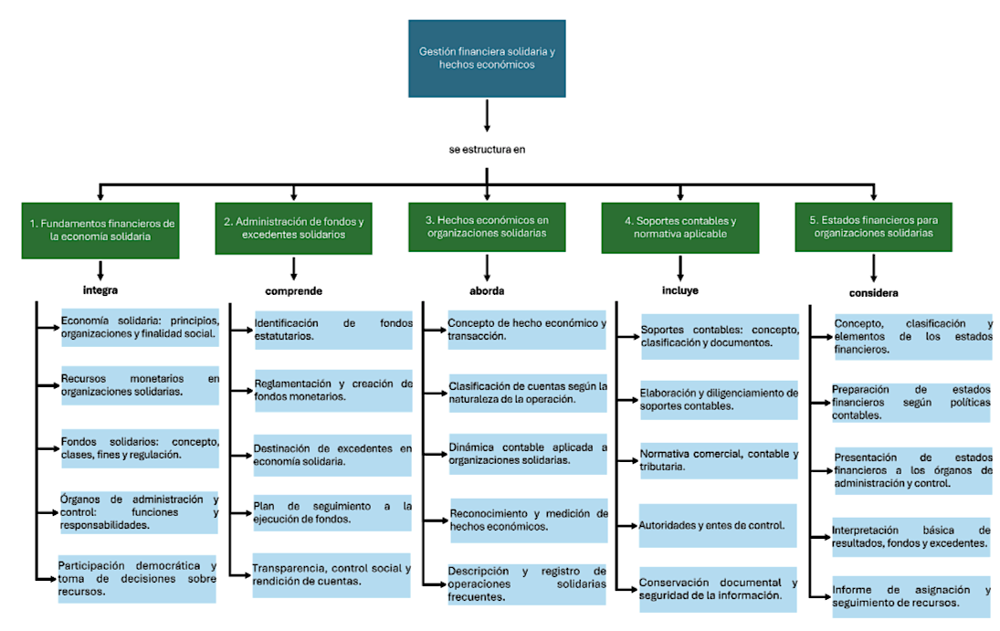 Gestión financiera solidaria y
hechos económicos
se estructura en
1. Fundamentos financieros de
la economía solidaria
2. Administración de fondos y
excedentes solidarios
3. Hechos económicos en
organizaciones solidarias
4. Soportes contables y
normativa aplicable
5. Estados financieros para
organizaciones solidarias
integra
Economía solidaria: principios,
organizaciones y finalidad social.
Recursos monetarios en
organizaciones solidarias.
Fondos solidarios: concepto,
clases, fines y regulación.
Órganos de administración y
control: funciones y
responsabilidades.
Participación democrática y
toma de decisiones sobre
recursos.
comprende
Identificación de fondos
estatutarios.
Reglamentación y creación de
fondos monetarios.
Destinación de excedentes en
economía solidaria.
Plan de seguimiento a la
ejecución de fondos.
Transparencia, control social y
rendición de cuentas.
aborda
Concepto de hecho económico y
transacción.
Clasificación de cuentas según la
naturaleza de la operación.
Dinámica contable aplicada a
organizaciones solidarias.
Reconocimiento y medición de
hechos económicos.
Descripción y registro de
operaciones solidarias
frecuentes.
incluye
Soportes contables: concepto,
clasificación y documentos.
Elaboración y diligenciamiento de
soportes contables.
Normativa comercial, contable y
tributaria.
Autoridades y entes de control.
Conservación documental y
seguridad de la información.
considera
Concepto, clasificación y
elementos de los estados
financieros.
Preparación de estados
financieros según políticas
contables.
Presentación de estados
financieros a los órganos de
administración y control.
Interpretación básica de
resultados, fondos y excedentes.
Informe de asignación y
seguimiento de recursos.